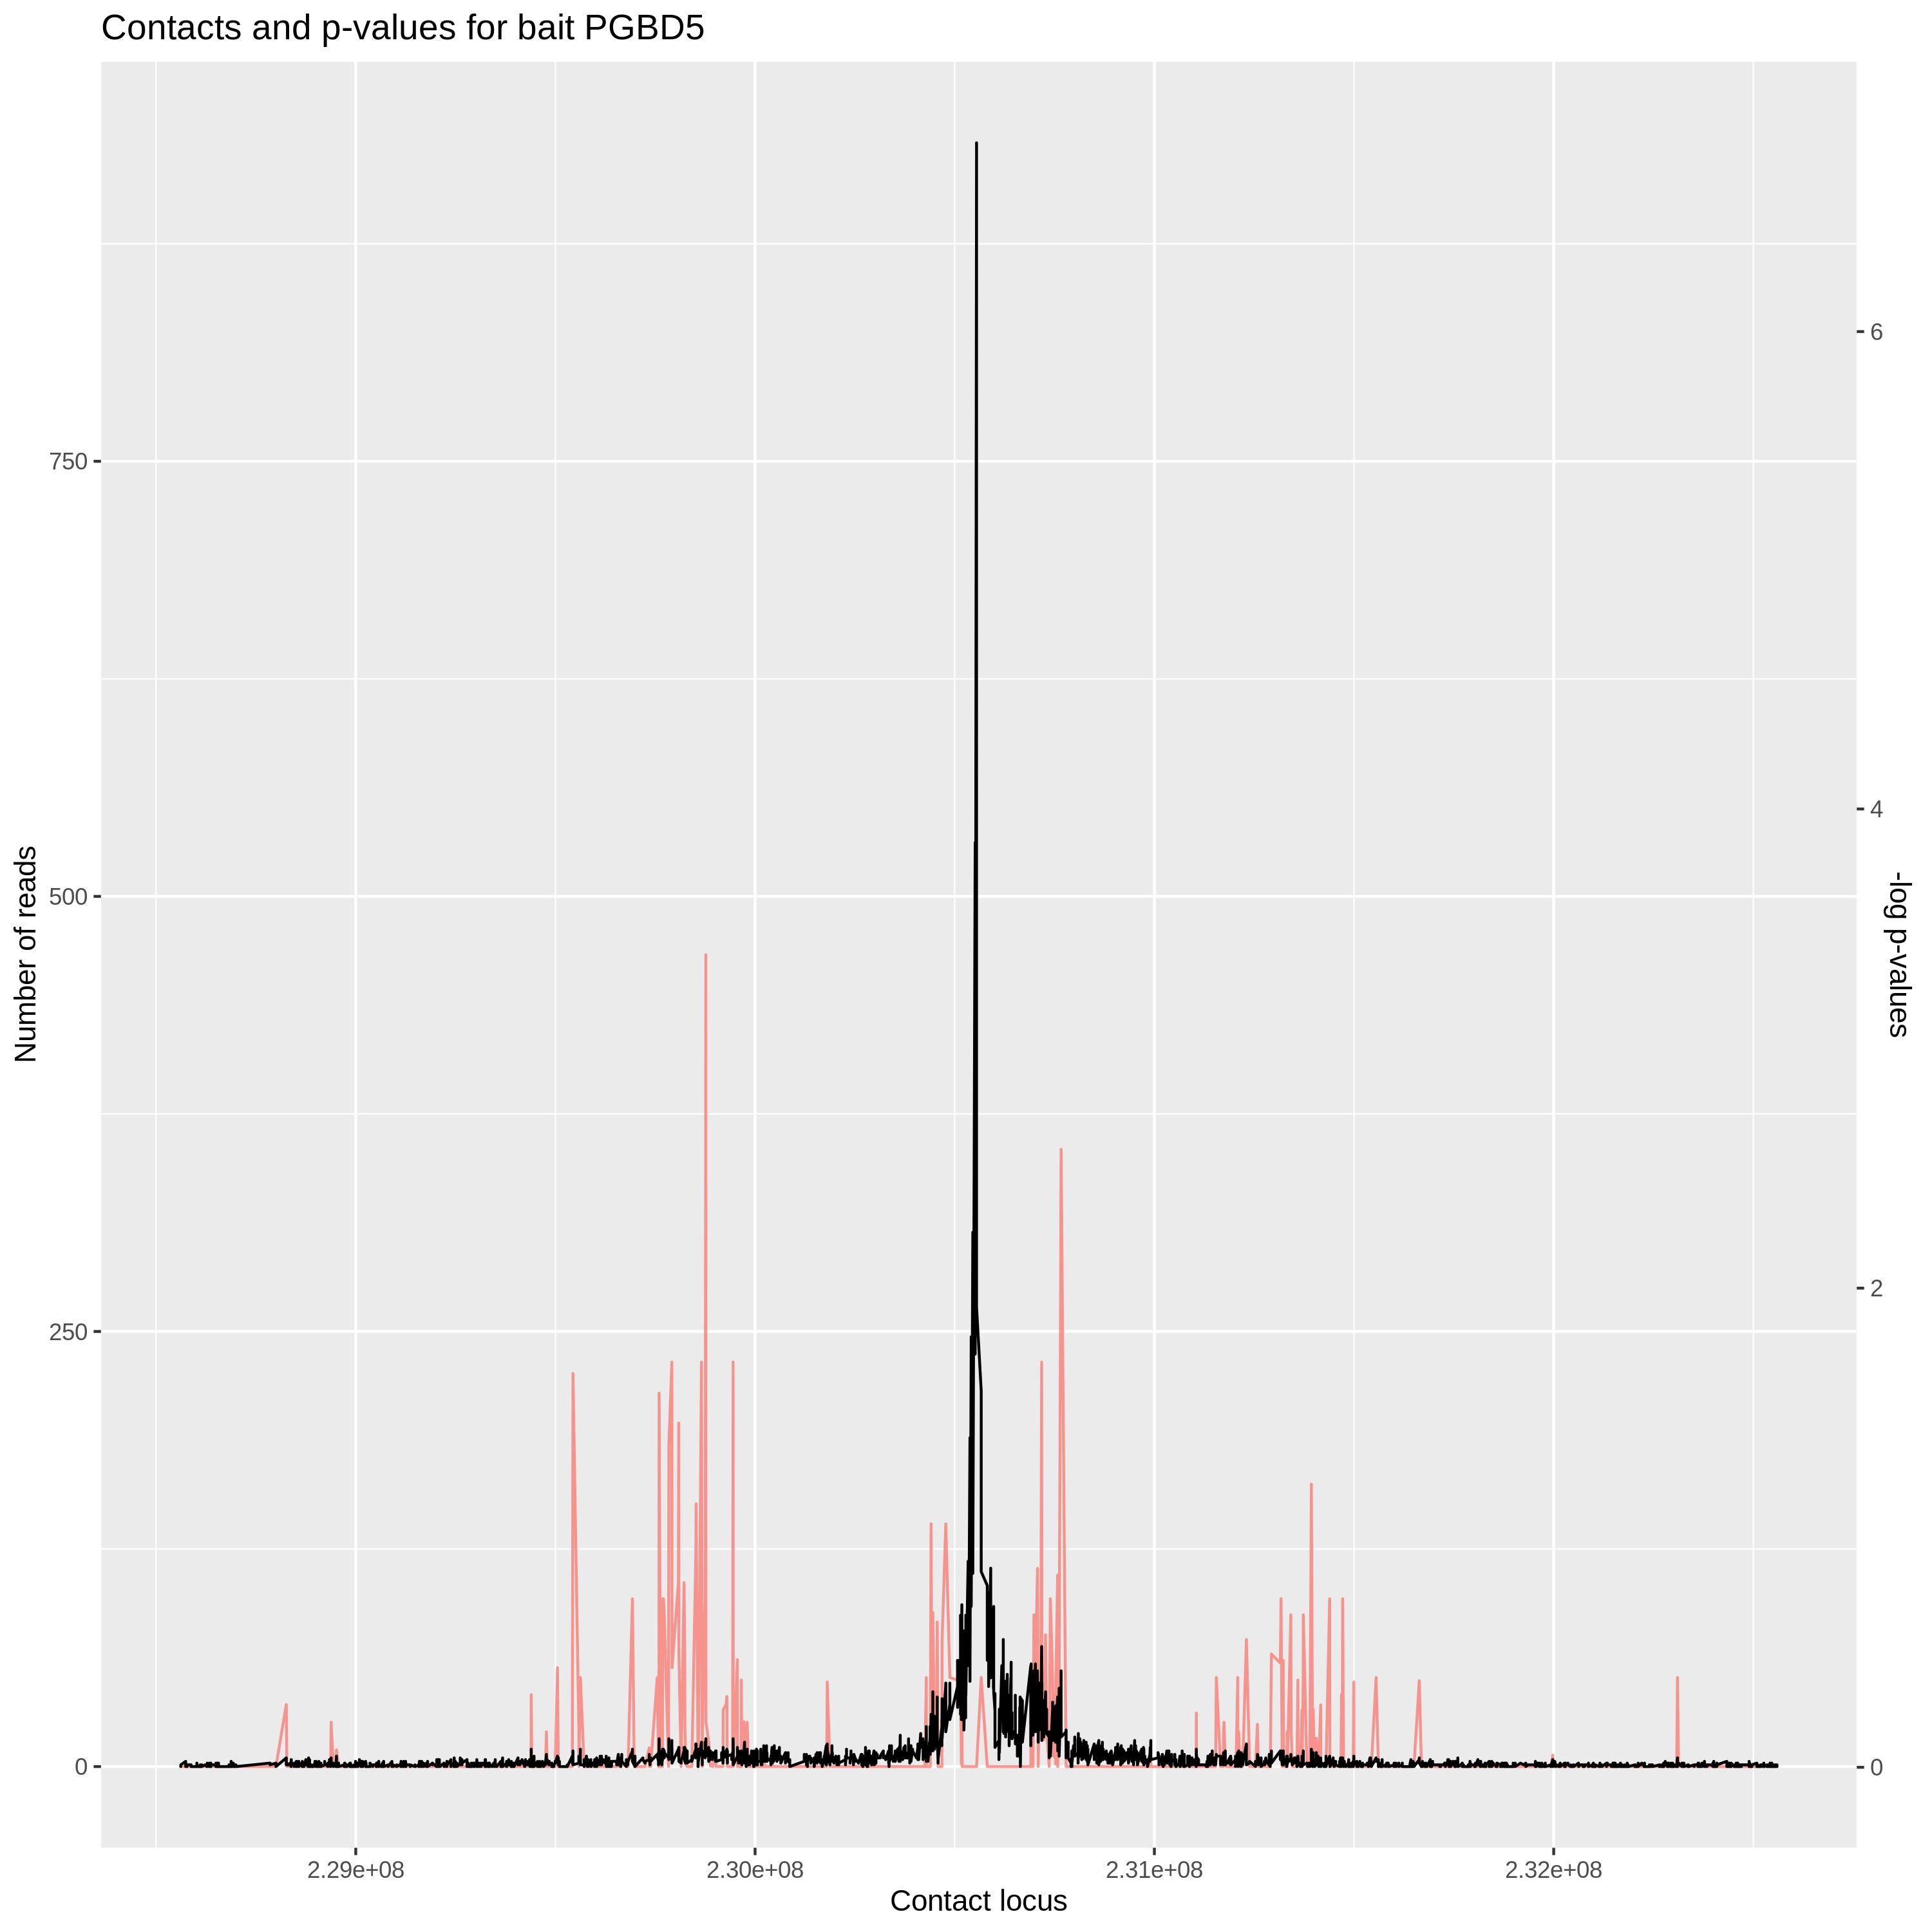 Contacts and p-values for bait PGBD5
Number of reads
750
500
250
0
6
4
2
0
-log p-values
2.29e+08
2.30e+08
2.31e+08
2.32e+08
Contact locus